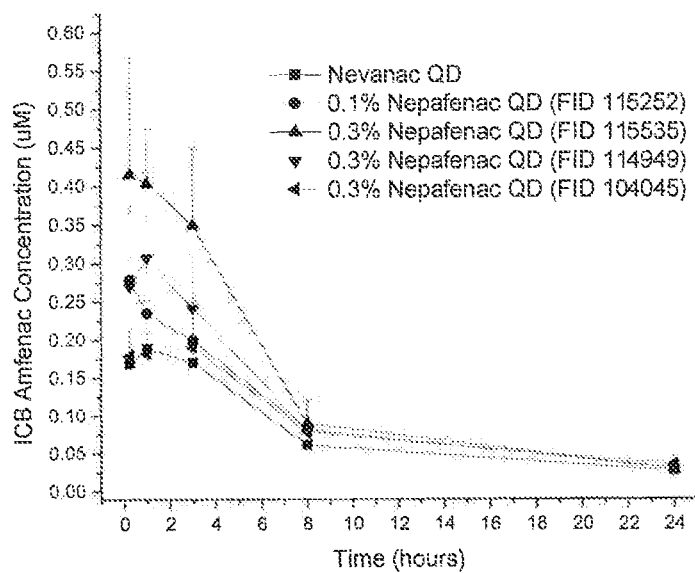 Nevanac QD
0.1% Nepafenac QD (FID 115252)
0.3% Nepafenac QD (FID 115535)
0.3% Nepafenac QD (FID 114949)
0.3% Nepafenac QD (FID 104045)
ICB Amfenac Concentration (uM)
0.60
0.55
0.50
0.45
0.40
0.35
0.30
0.25
0.20
0.15
0.10
0.05
0.00
0 2 4 6 8 10 12 14 16 18 20 22 24
Time (hours)